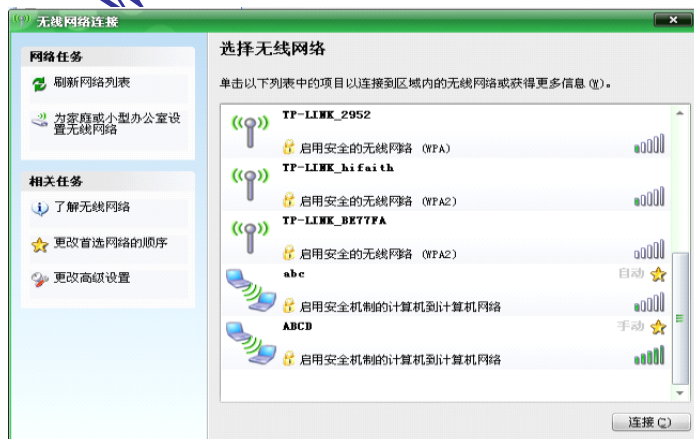 无线网络连接
网络任务
刷新网络列表
为家庭或小型办公室设
置无线网络
相关任务
了解无线网络
更改首选网络的顺序
更改高级设置
选择无线网络
单击以下列表中的项目以连接到区域内的无线网络或获得更多信息(W)。
TP-LINK_2952
启用安全的无线网络 (WPA)
TP-LINK_hifaith
启用安全的无线网络 (WPA2)
TP-LINK_BE77FA
启用安全的无线网络 (WPA2)
abc
自动
启用安全机制的计算机到计算机网络
ABCD
手动
启用安全机制的计算机到计算机网络
连接(C)